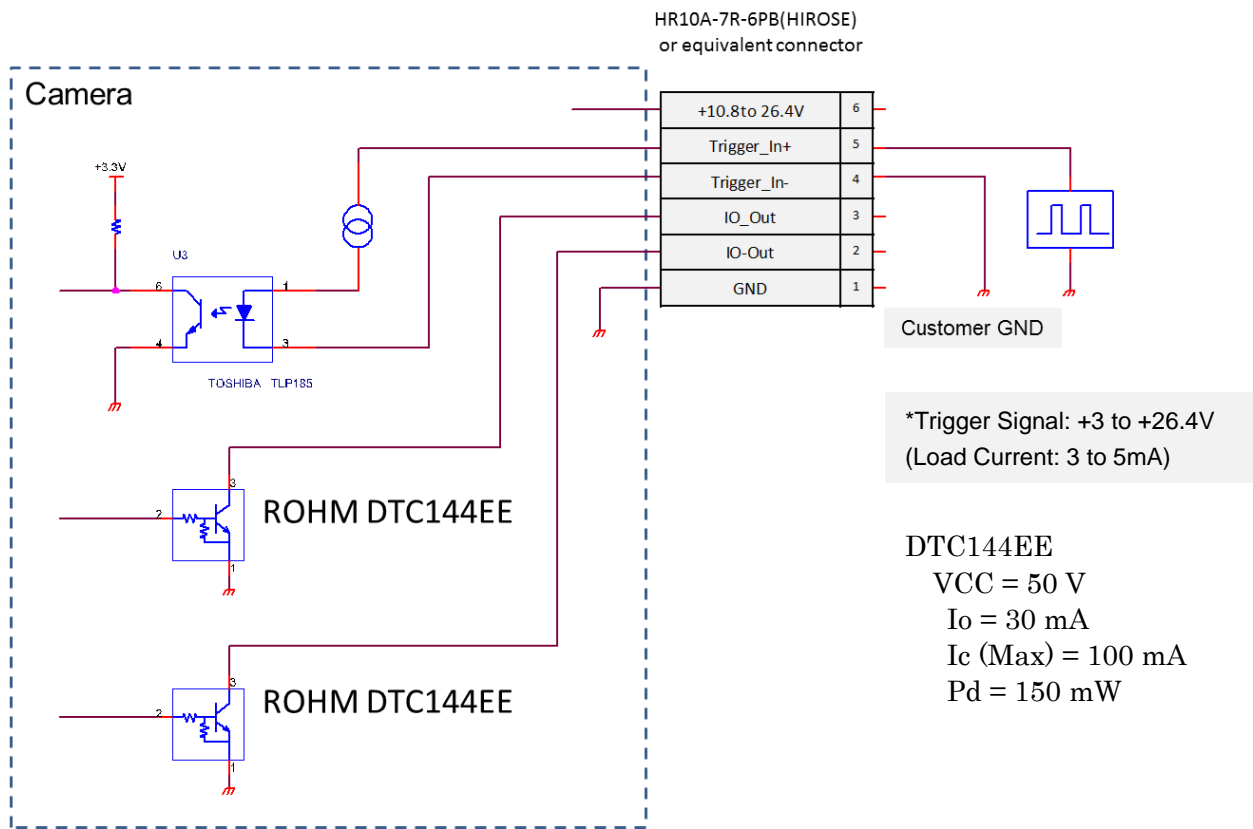 HR10A-7R-6PB(HIROSE)
or equivalent connector
Camera
+10.8to 26.4V 6
Trigger_In+ 5
Trigger_In- 4
IO_Out 3
IO-Out 2
GND 1
+3.3V
U3
6
1
4
3
TOSHIBA TLP185
Customer GND
*Trigger Signal: +3 to +26.4V
(Load Current: 3 to 5mA)
3
2
ROHM DTC144EE
1
DTC144EE
VCC = 50 V
Io = 30 mA
Ic (Max) = 100 mA
Pd = 150 mW
3
2
ROHM DTC144EE
1